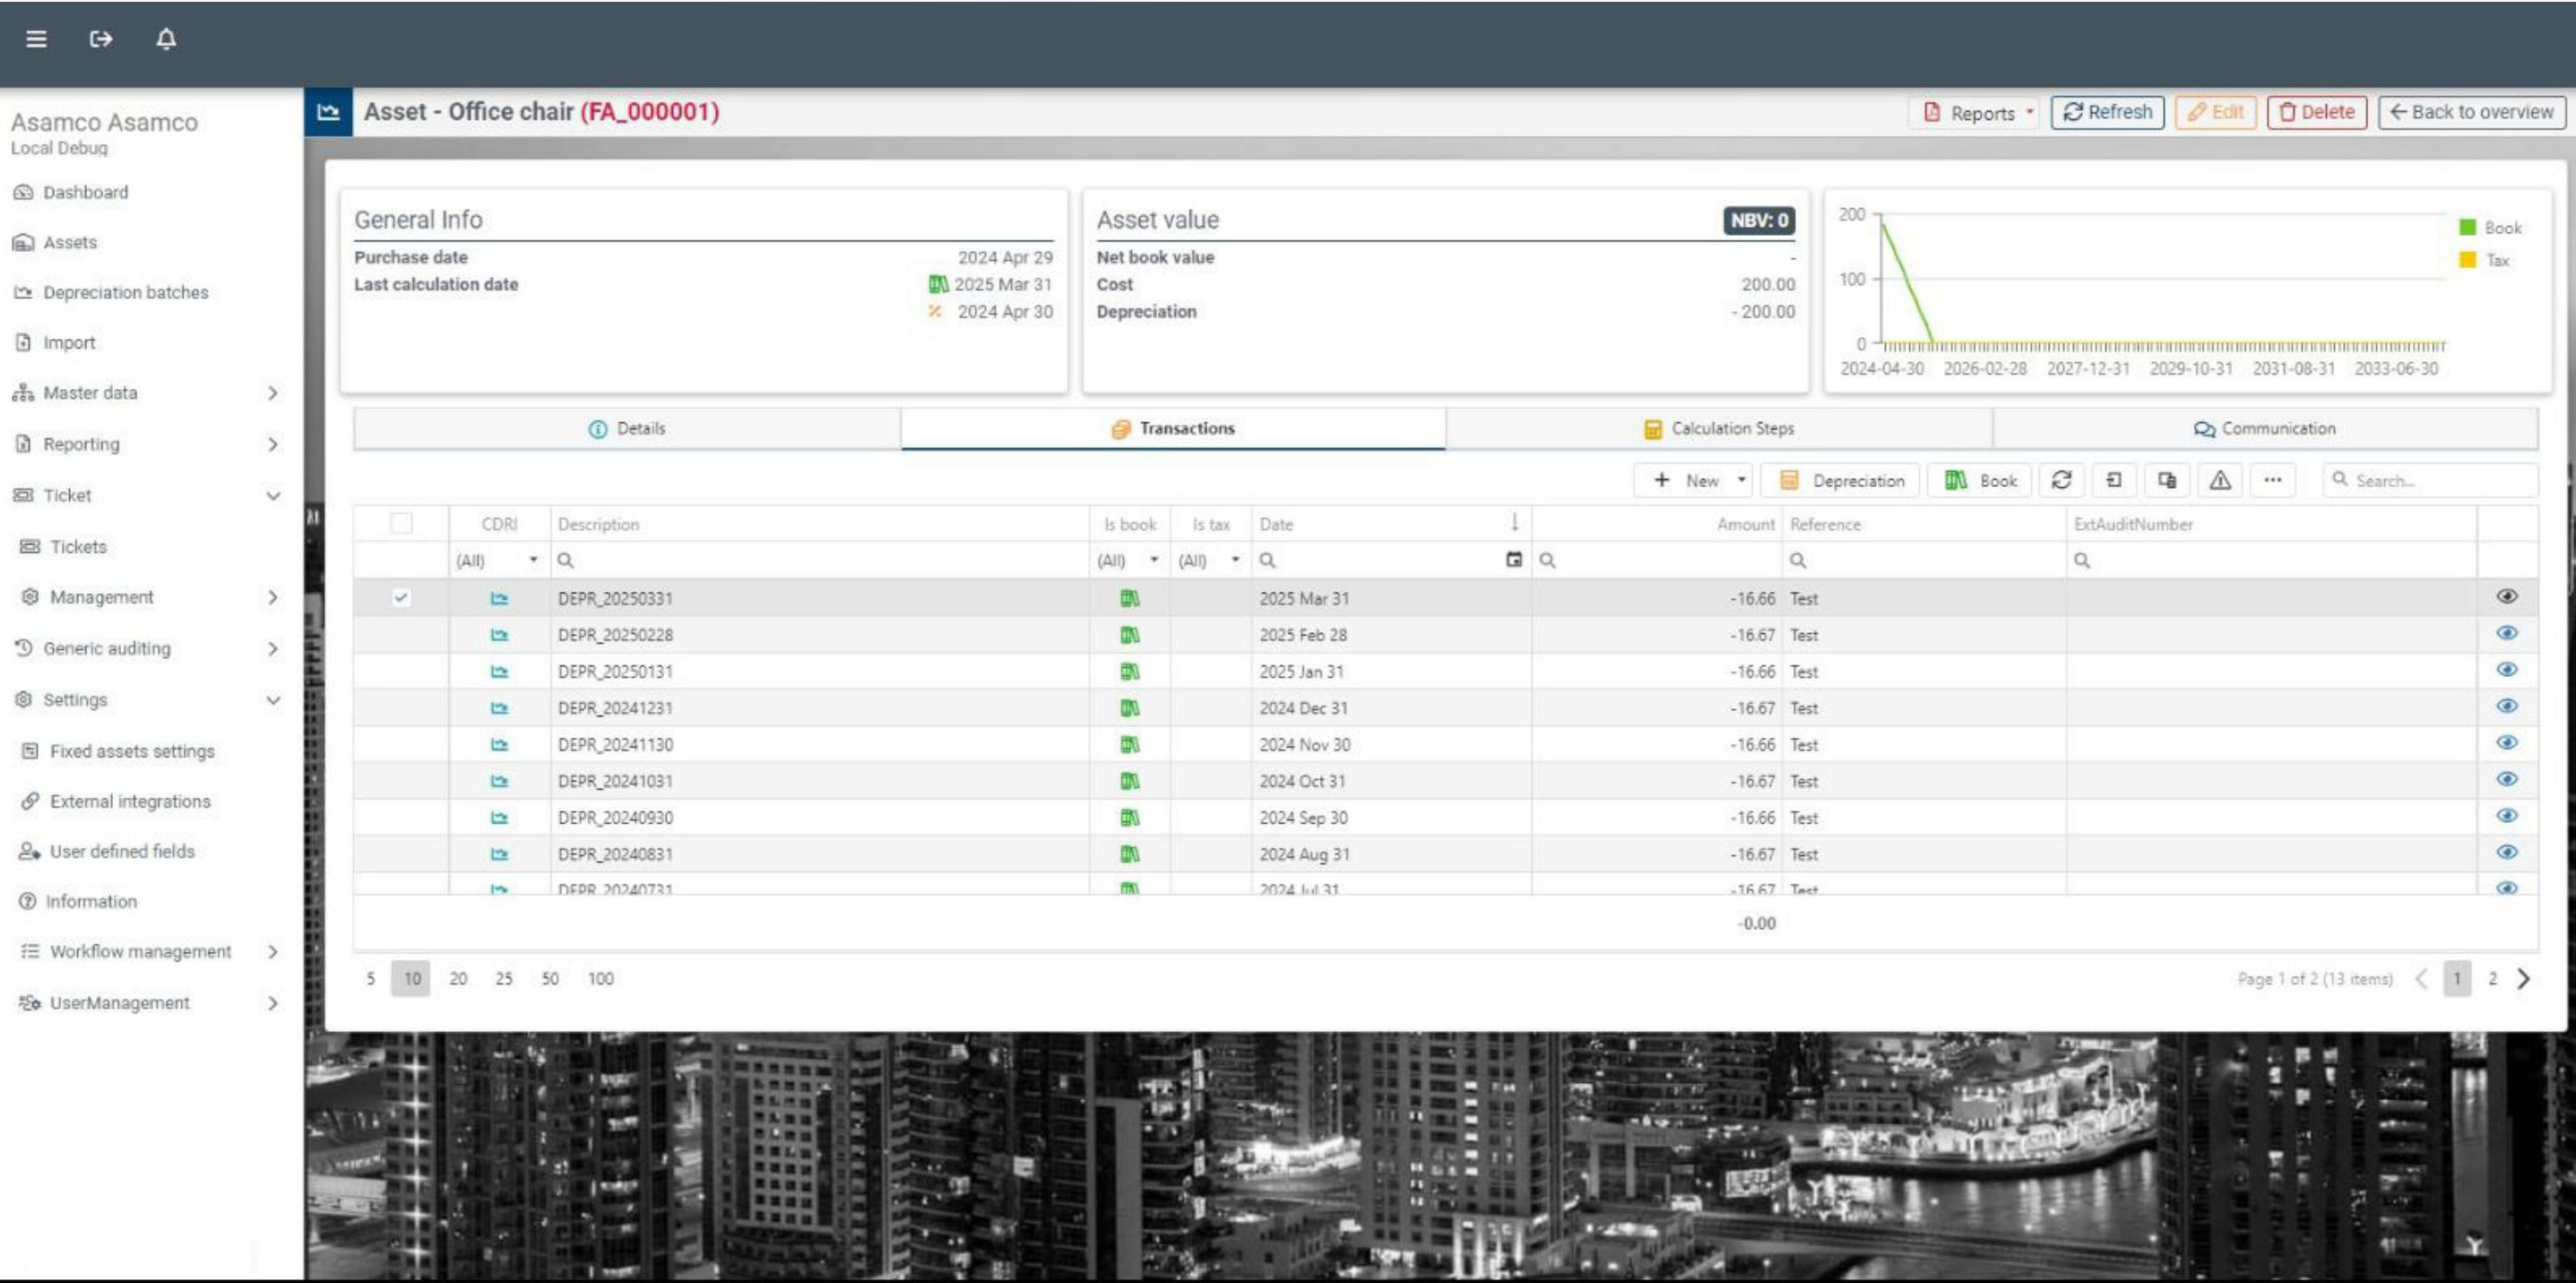 Asset - Office chair (FA_000001)
Reports
Refresh
Edit
Delete
Back to overview
Asamco Asamco
Local Debug
Dashboard
Assets
Depreciation batches
Import
Master data
Reporting
Ticket
Tickets
Management
Generic auditing
Settings
Fixed assets settings
External integrations
User defined fields
Information
Workflow management
UserManagement
General Info
Purchase date 2024 Apr 29
Last calculation date 2025 Mar 31
2024 Apr 30
Asset value NBV: 0
Net book value -
Cost 200.00
Depreciation - 200.00
200
100
0
2024-04-30 2026-02-28 2027-12-31 2029-10-31 2031-08-31 2033-06-30
Book
Tax
Details Transactions Calculation Steps Communication
New Depreciation Book Search...
CDRI Description Is book Is tax Date Amount Reference ExtAuditNumber
(All) (All) (All)
DEPR_20250331 2025 Mar 31 -16.66 Test
DEPR_20250228 2025 Feb 28 -16.67 Test
DEPR_20250131 2025 Jan 31 -16.66 Test
DEPR_20241231 2024 Dec 31 -16.67 Test
DEPR_20241130 2024 Nov 30 -16.66 Test
DEPR_20241031 2024 Oct 31 -16.67 Test
DEPR_20240930 2024 Sep 30 -16.66 Test
DEPR_20240831 2024 Aug 31 -16.67 Test
DEPR_20240731 2024 Jul 31 -16.67 Test
-0.00
5 10 20 25 50 100
Page 1 of 2 (13 items) 1 2